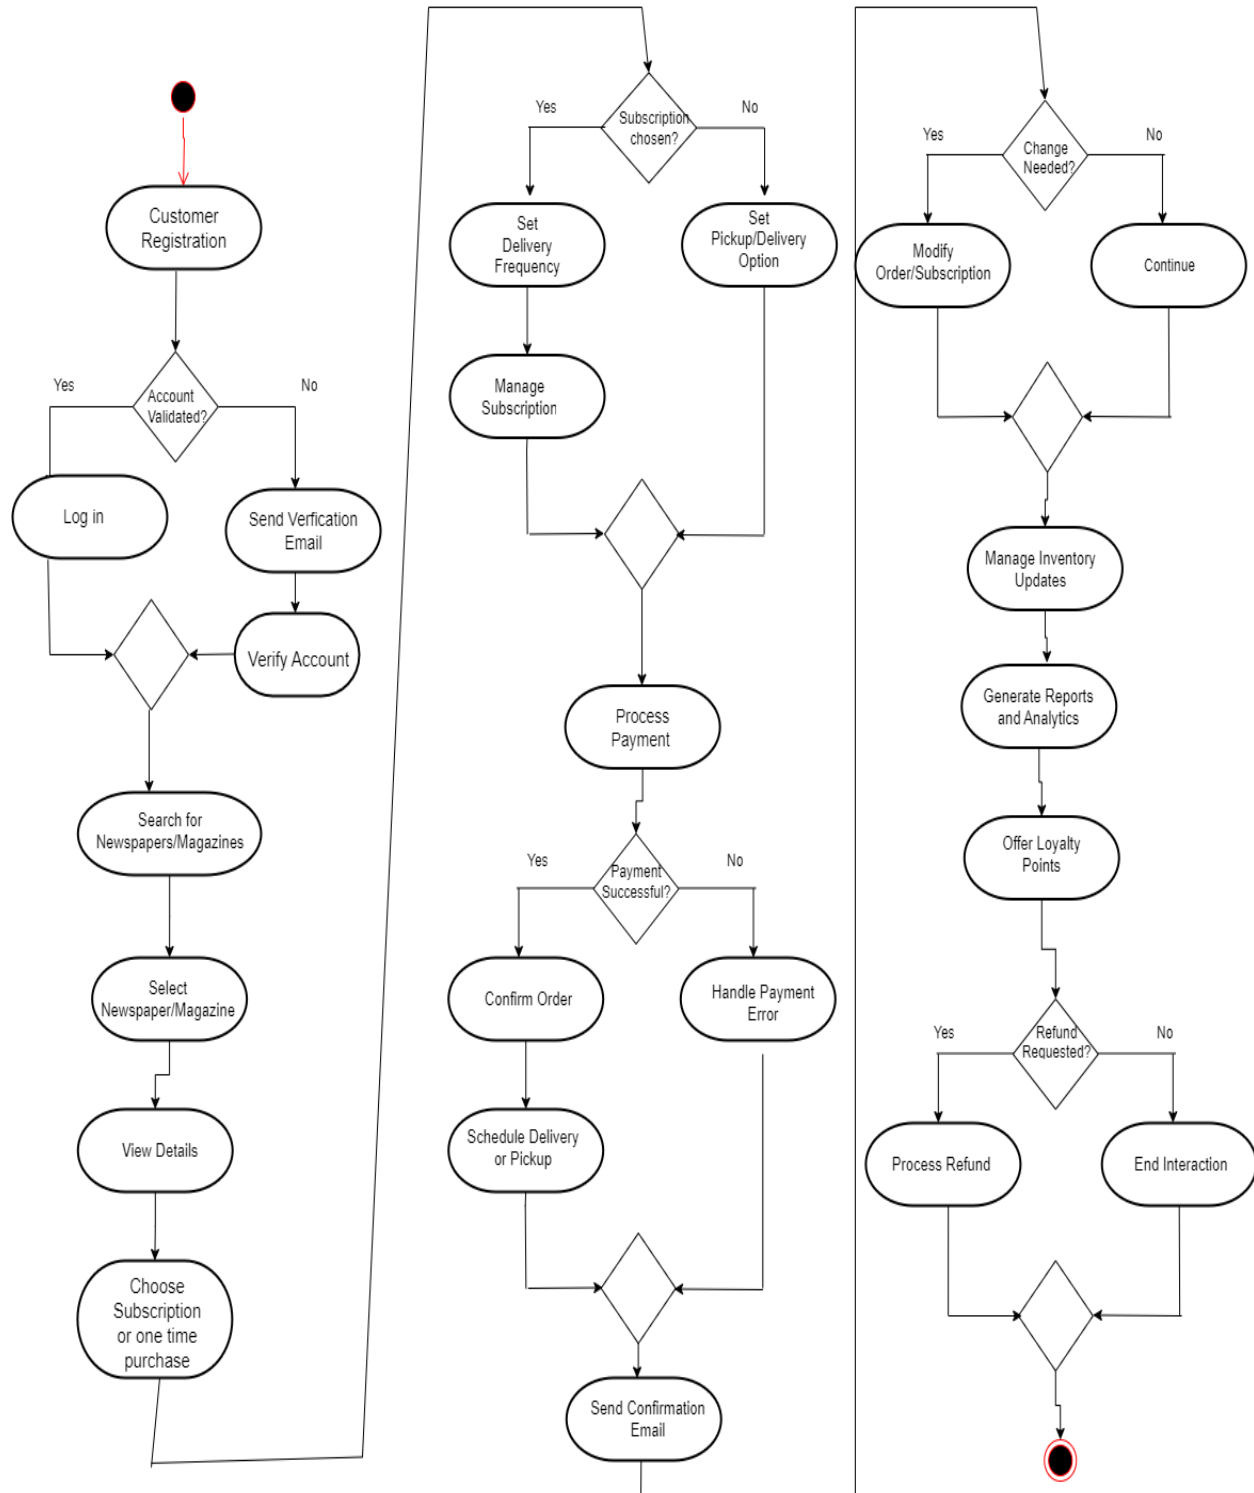 Customer
Registration
Yes
No
Account
Validated?
Log in
Send Verfication
Email
Verify Account
Search for
Newspapers/Magazines
Select
Newspaper/Magazine
View Details
Choose
Subscription
or one time
purchase
Yes
No
Subscription
chosen?
Set
Delivery
Frequency
Set
Pickup/Delivery
Option
Manage
Subscription
Process
Payment
Yes
No
Payment
Successful?
Confirm Order
Handle Payment
Error
Schedule Delivery
or Pickup
Send Confirmation
Email
Yes
No
Change
Needed?
Modify
Order/Subscription
Continue
Manage Inventory
Updates
Generate Reports
and Analytics
Offer Loyalty
Points
Yes
No
Refund
Requested?
Process Refund
End Interaction